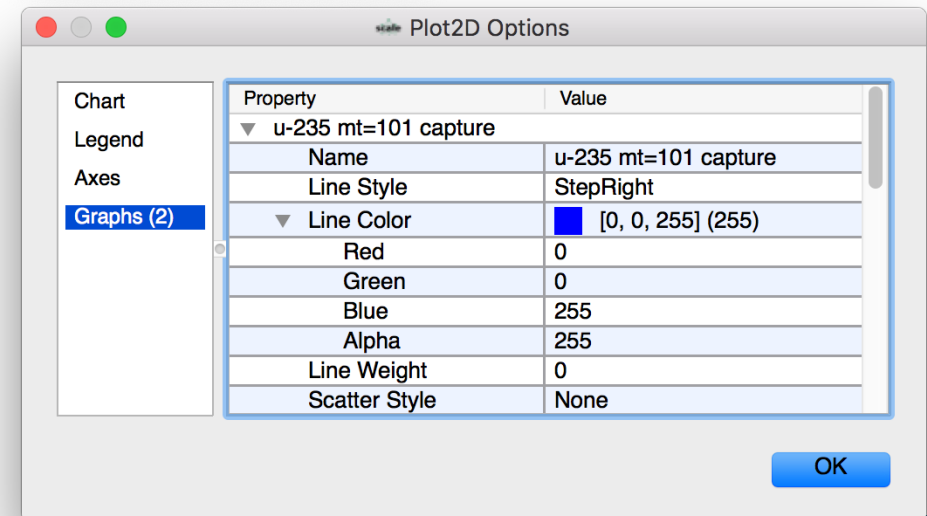 scale Plot2D Options
Chart
Legend
Axes
Graphs (2)
Property Value
u-235 mt=101 capture
Name u-235 mt=101 capture
Line Style StepRight
Line Color [0, 0, 255] (255)
Red 0
Green 0
Blue 255
Alpha 255
Line Weight 0
Scatter Style None
OK